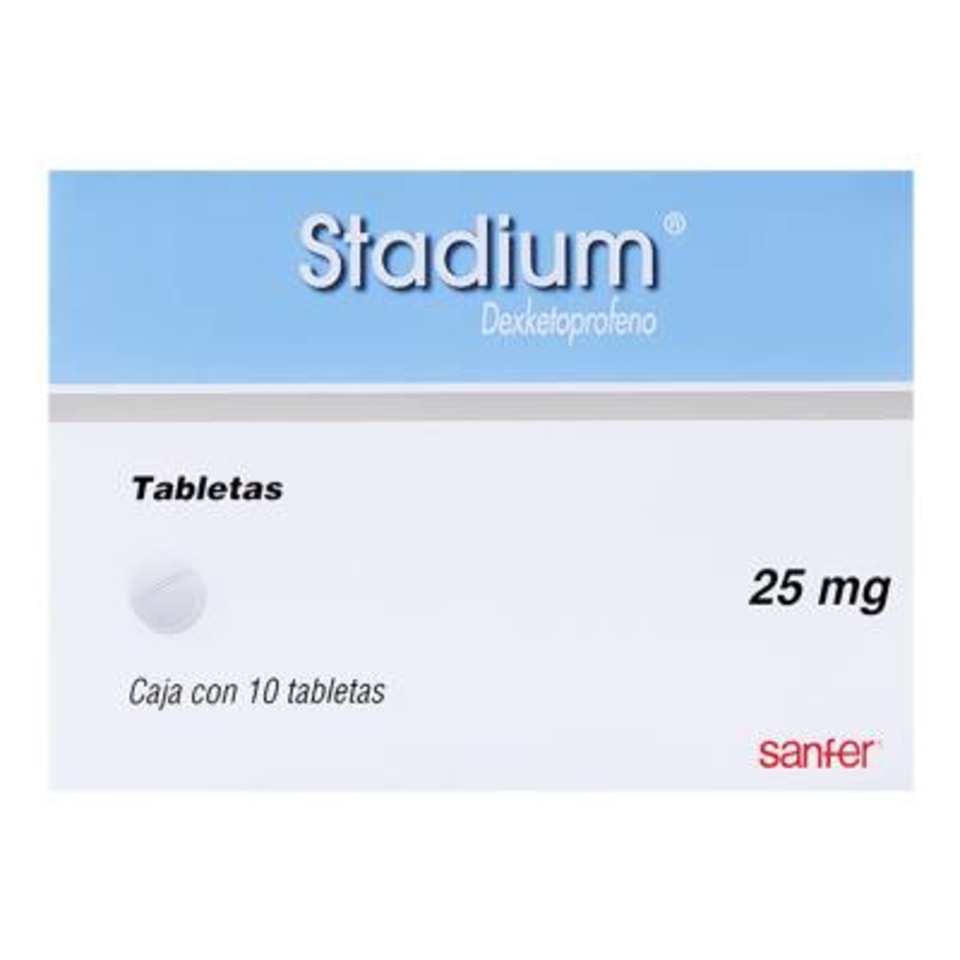 Stadium®
Dexketoprofeno
Tabletas
25 mg
Caja con 10 tabletas
sanfer